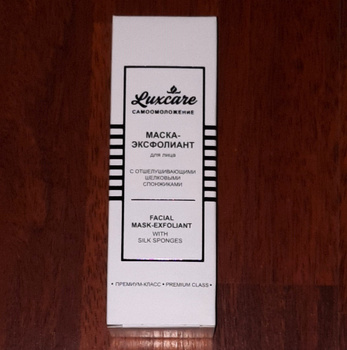 Luxcare
САМООМОЛОЖЕНИЕ
МАСКА-
ЭКСФОЛИАНТ
для лица
С ОТШЕЛУШИВАЮЩИМИ
ШЕЛКОВЫМИ
СПОНЖИКАМИ
FACIAL
MASK-EXFOLIANT
WITH
SILK SPONGES
• ПРЕМИУМ-КЛАСС • PREMIUM CLASS •